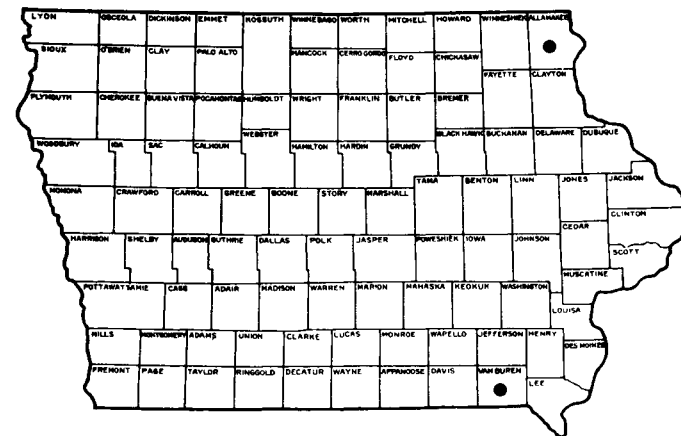 LYON OSCEOLA DICKINSON EMMET KOSSUTH WINNEBAGO WORTH MITCHELL HOWARD WINNESHIEK ALLAMAKEE
SIOUX O'BRIEN CLAY PALO ALTO HANCOCK CERRO GORDO FLOYD CHICKASAW
FAYETTE CLAYTON
PLYMOUTH CHEROKEE BUENA VISTA POCAHONTAS HUMBOLDT WRIGHT FRANKLIN BUTLER BREMER
WEBSTER BLACK HAWK BUCHANAN DELAWARE DUBUQUE
WOODBURY IDA SAC CALHOUN HAMILTON HARDIN GRUNDY
TAMA BENTON LINN JONES JACKSON
MONONA CRAWFORD CARROLL GREENE BOONE STORY MARSHALL
CLINTON
CEDAR
HARRISON SHELBY AUDUBON GUTHRIE DALLAS POLK JASPER POWESHIEK IOWA JOHNSON
SCOTT
MUSCATINE
POTTAWATTAMIE CASS ADAIR MADISON WARREN MARION MAHASKA KEOKUK WASHINGTON
LOUISA
MILLS MONTGOMERY ADAMS UNION CLARKE LUCAS MONROE WAPELLO JEFFERSON HENRY
DES MOINES
FREMONT PAGE TAYLOR RINGGOLD DECATUR WAYNE APPANOOSE DAVIS VAN BUREN
LEE